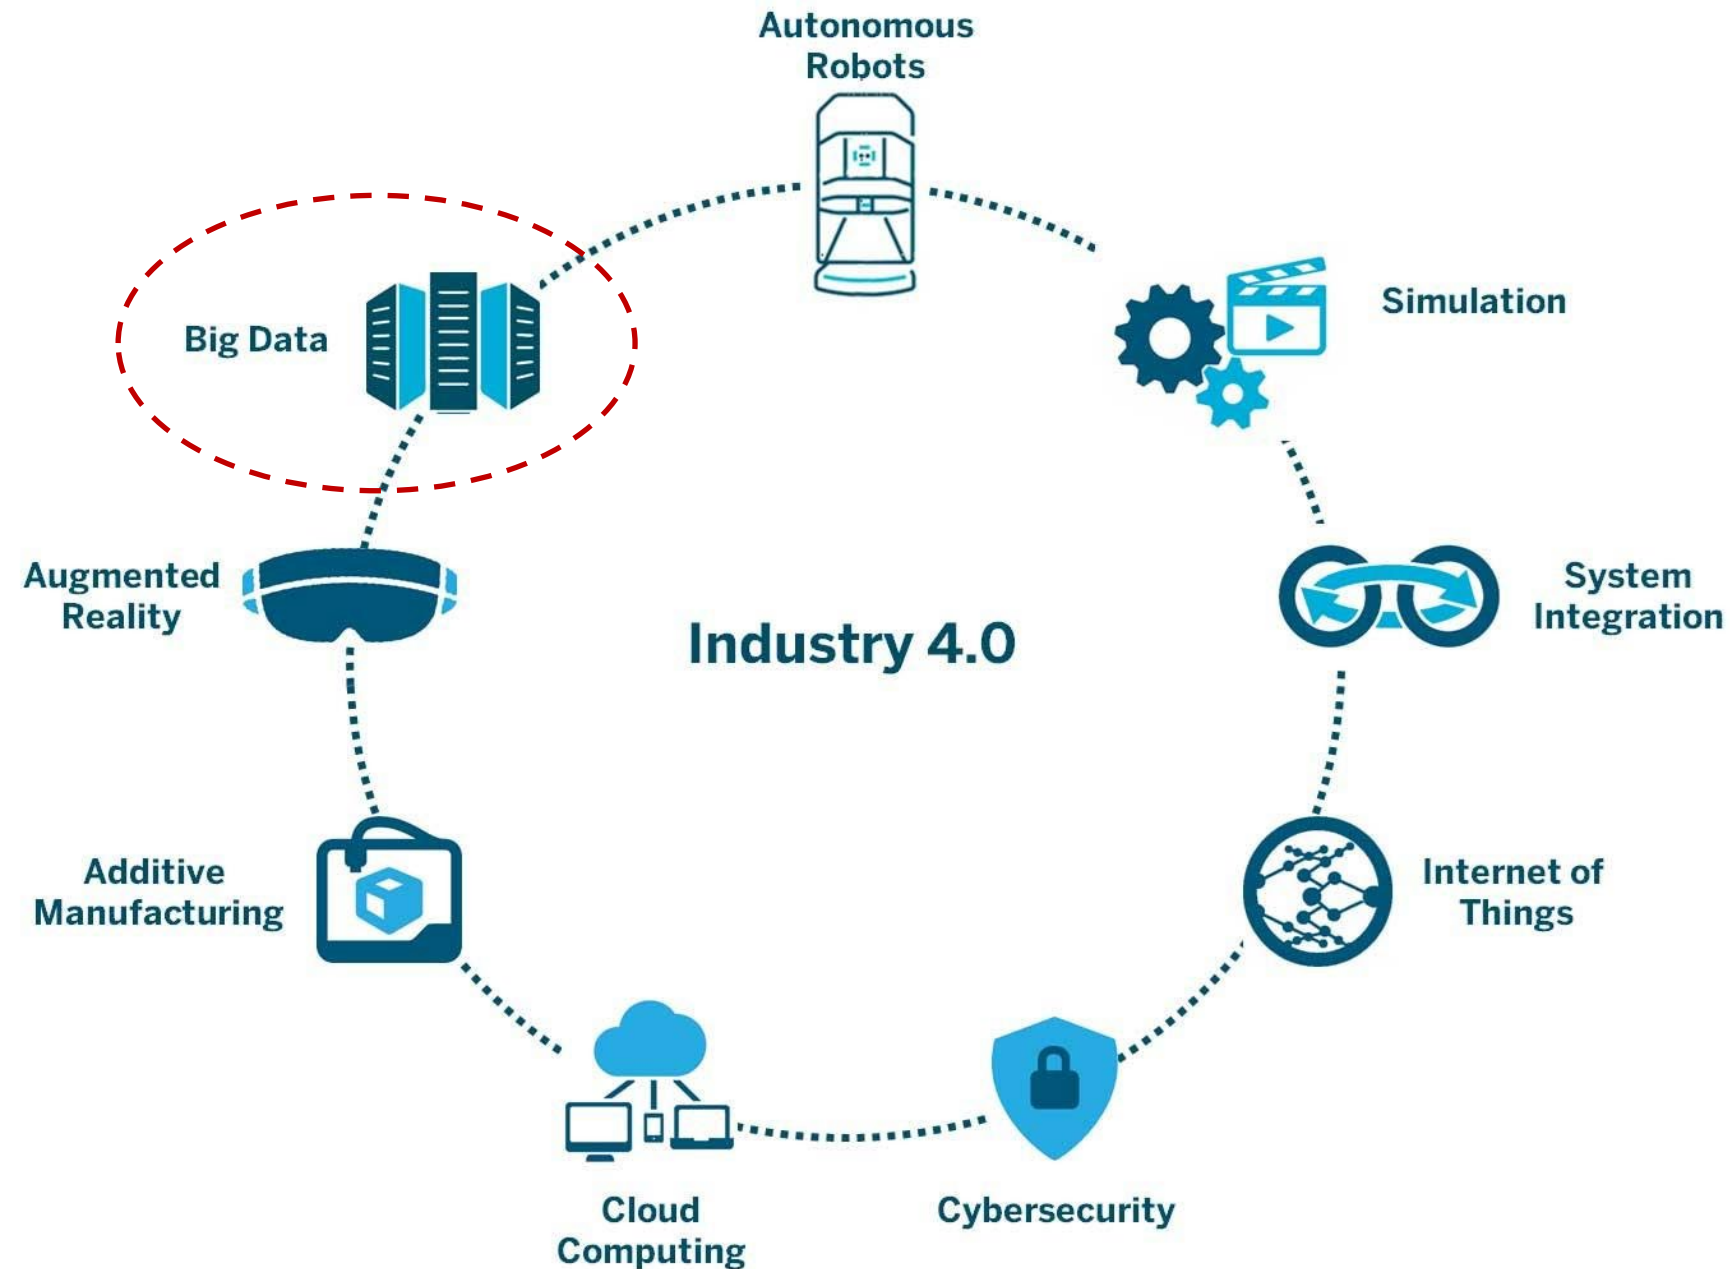 Autonomous
Robots
Simulation
Big Data
System
Integration
Augmented
Reality
Industry 4.0
Internet of
Things
Additive
Manufacturing
Cybersecurity
Cloud
Computing